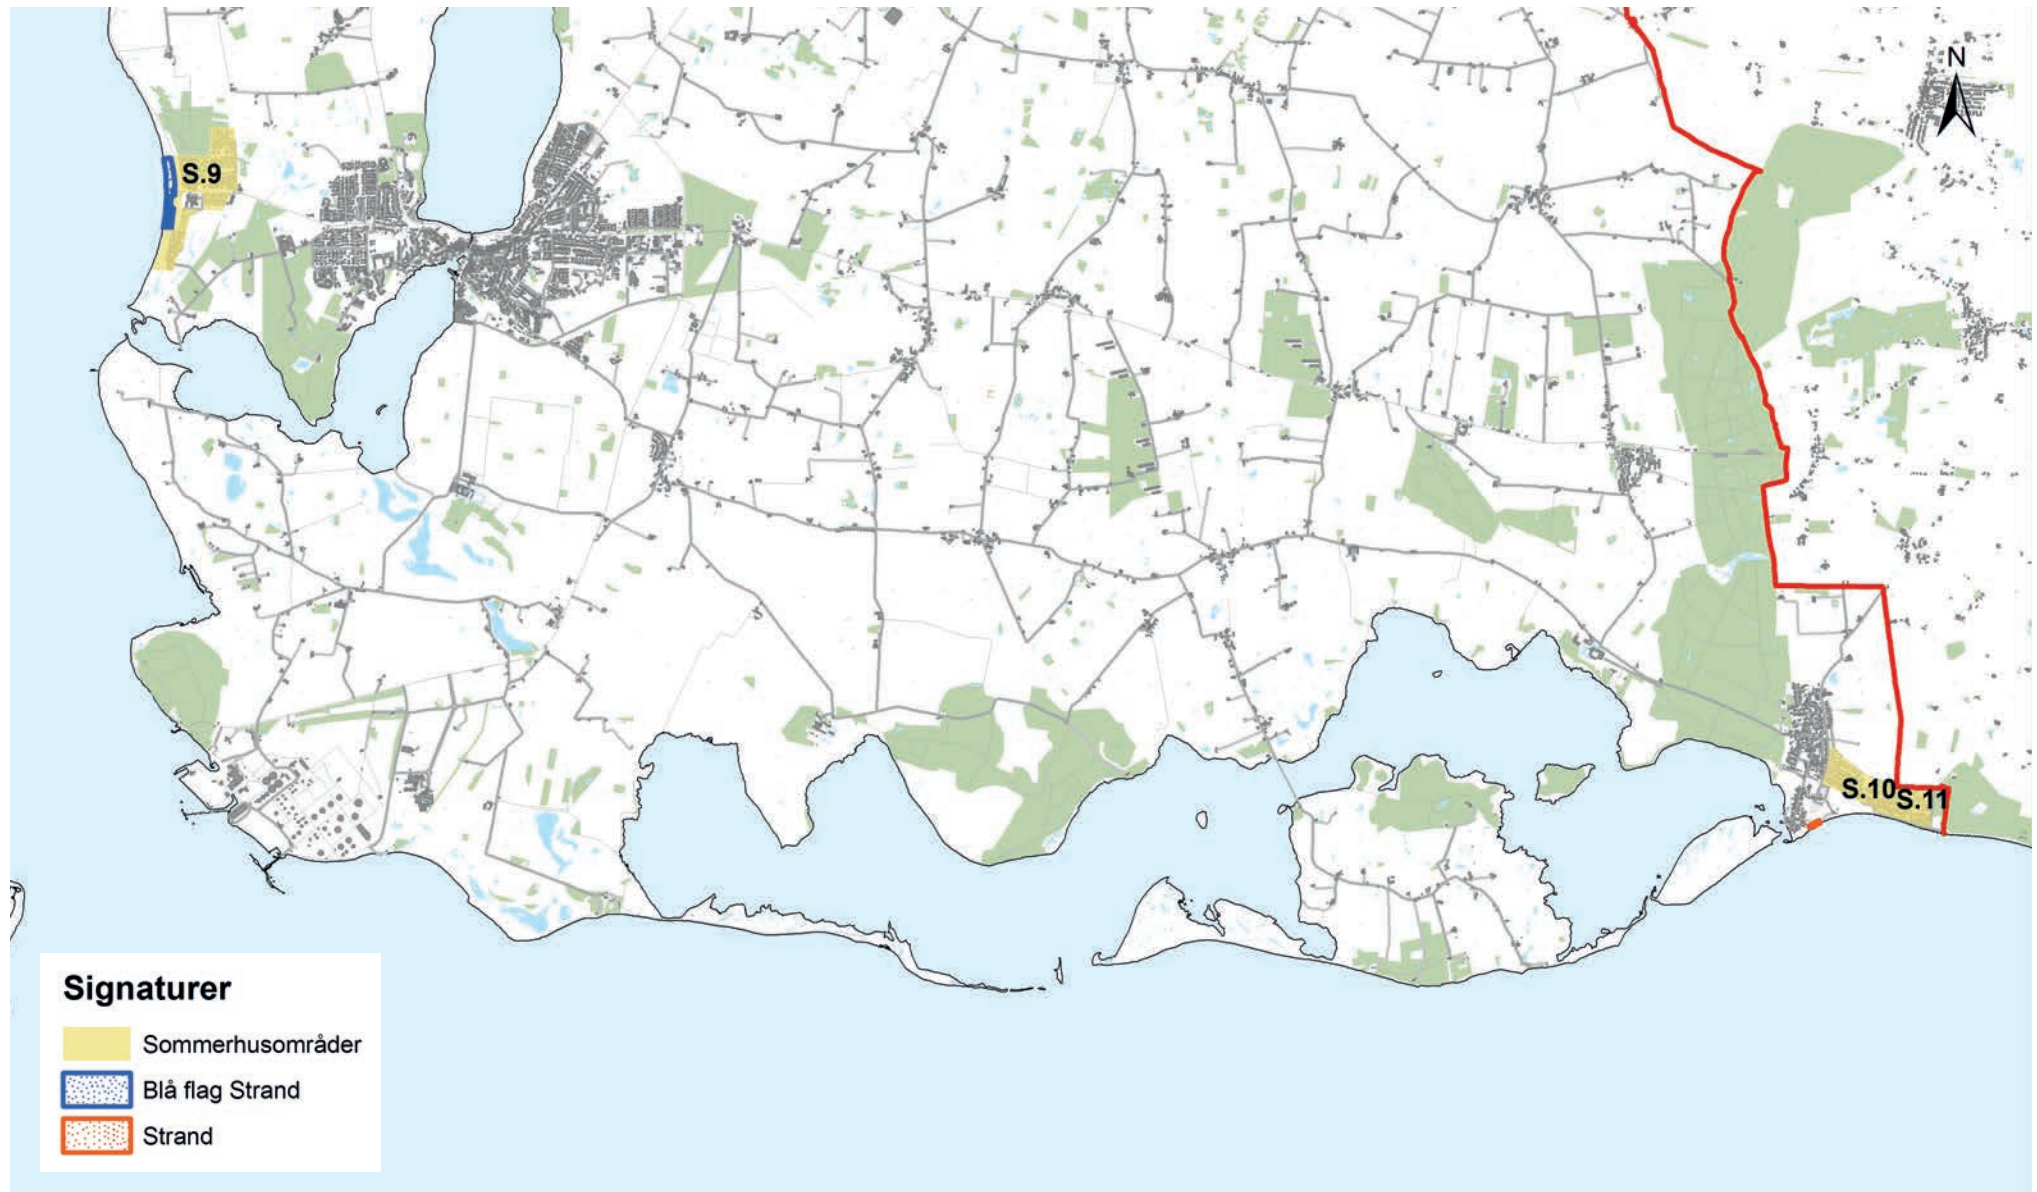 N
S.9
S.10
S.11
Signaturer
Sommerhusområder
Blå flag Strand
Strand